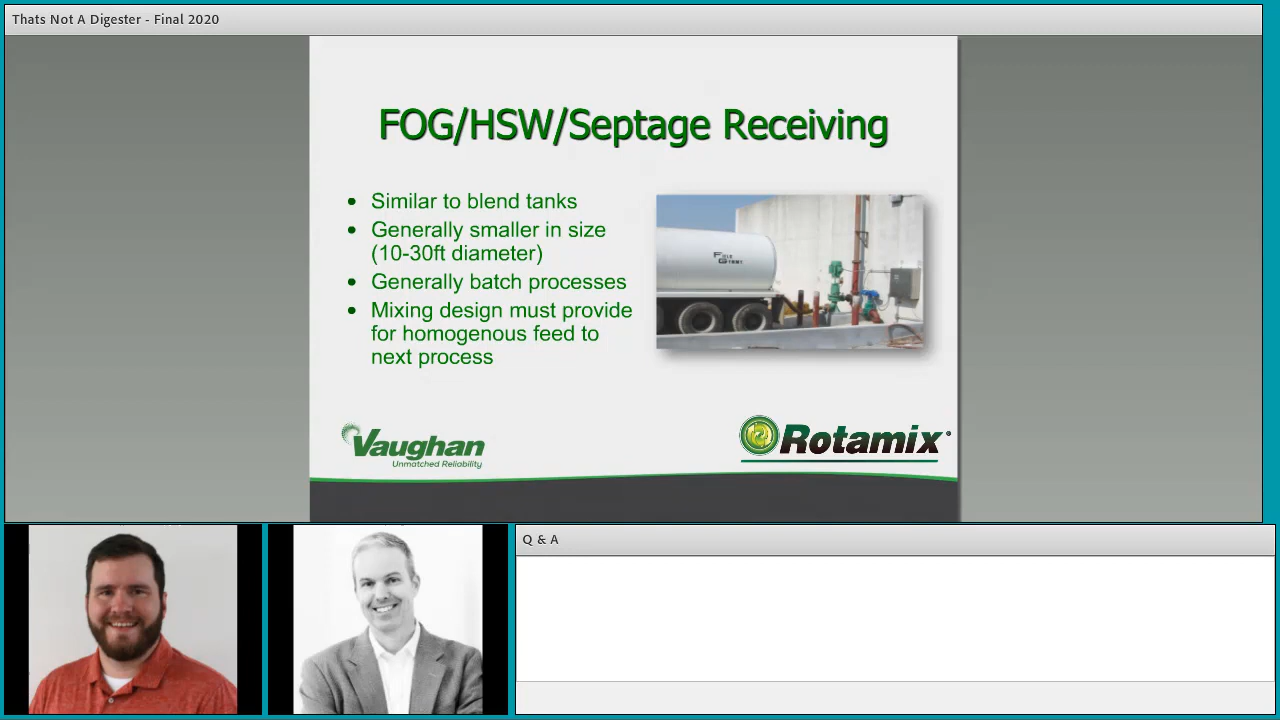 Thats Not A Digester - Final 2020
FOG/HSW/Septage Receiving
• Similar to blend tanks
• Generally smaller in size
(10-30ft diameter)
• Generally batch processes
• Mixing design must provide
for homogenous feed to
next process
Vaughan
Unmatched Reliability
Rotamix®
Q & A